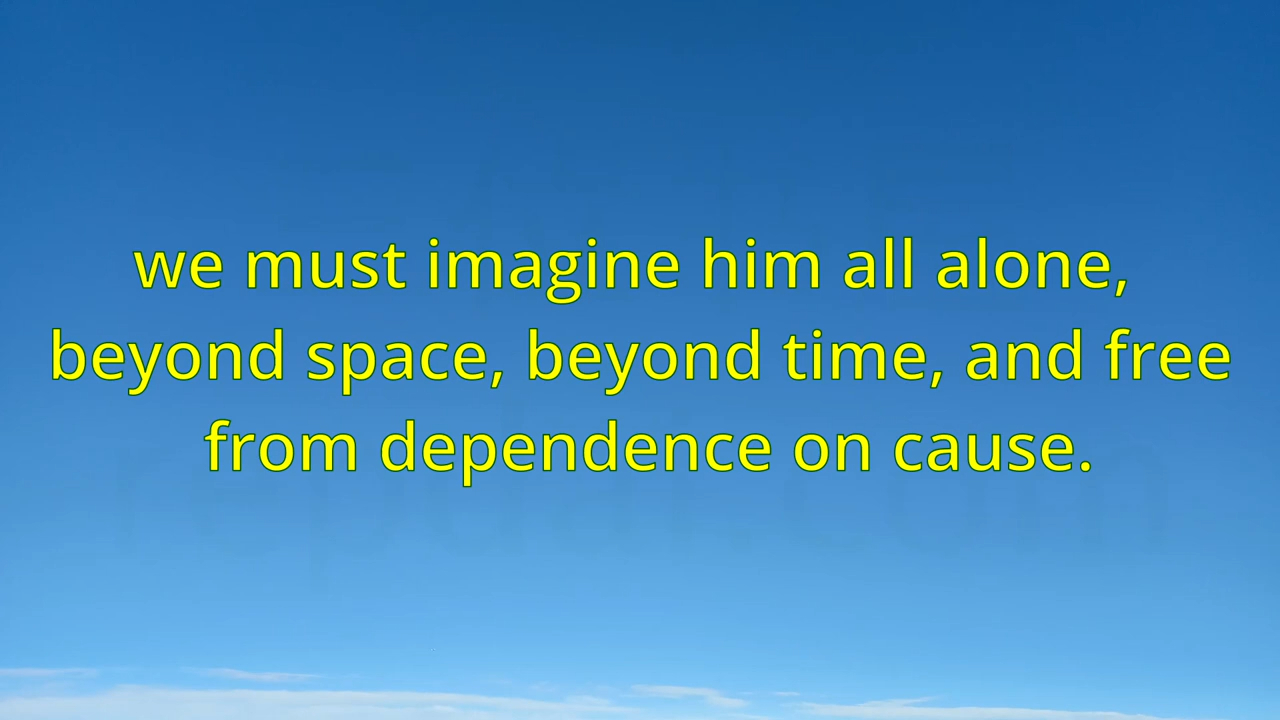 we must imagine him all alone,
beyond space, beyond time, and free
from dependence on cause.